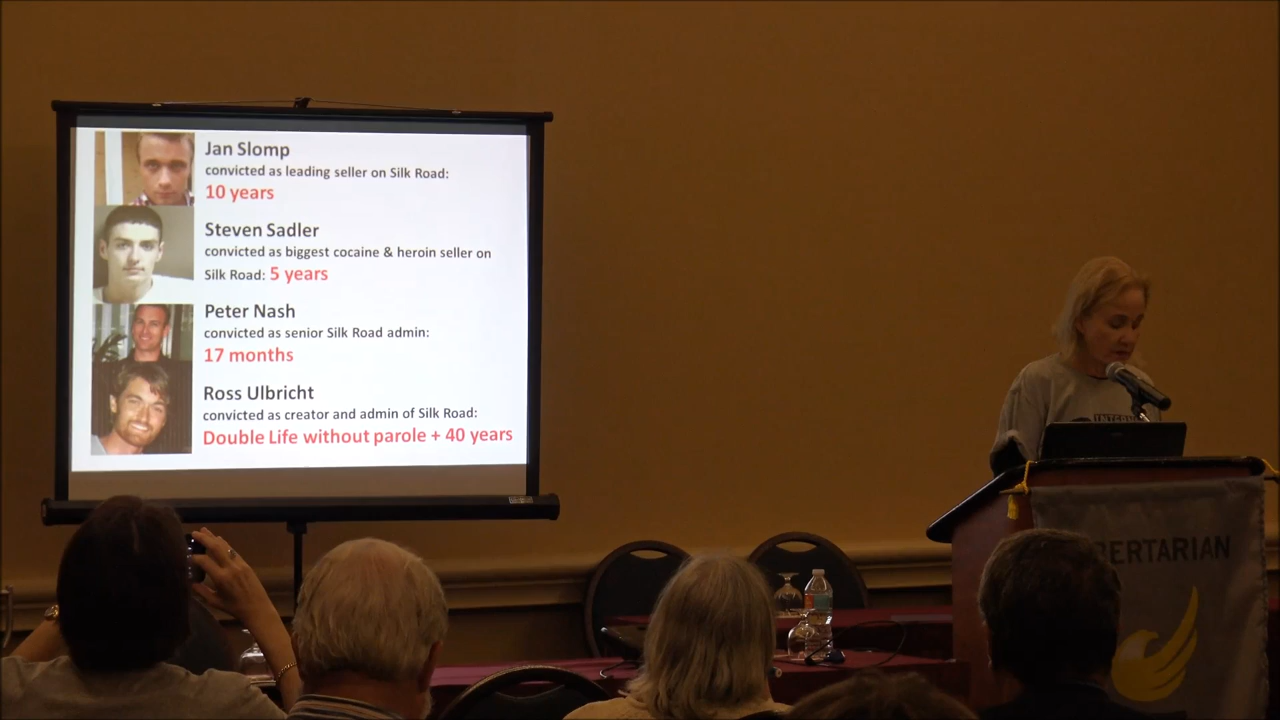 Jan Slomp
convicted as leading seller on Silk Road:
10 years
Steven Sadler
convicted as biggest cocaine & heroin seller on
Silk Road: 5 years
Peter Nash
convicted as senior Silk Road admin:
17 months
Ross Ulbricht
convicted as creator and admin of Silk Road:
Double Life without parole + 40 years
INTERN
BERTARIAN